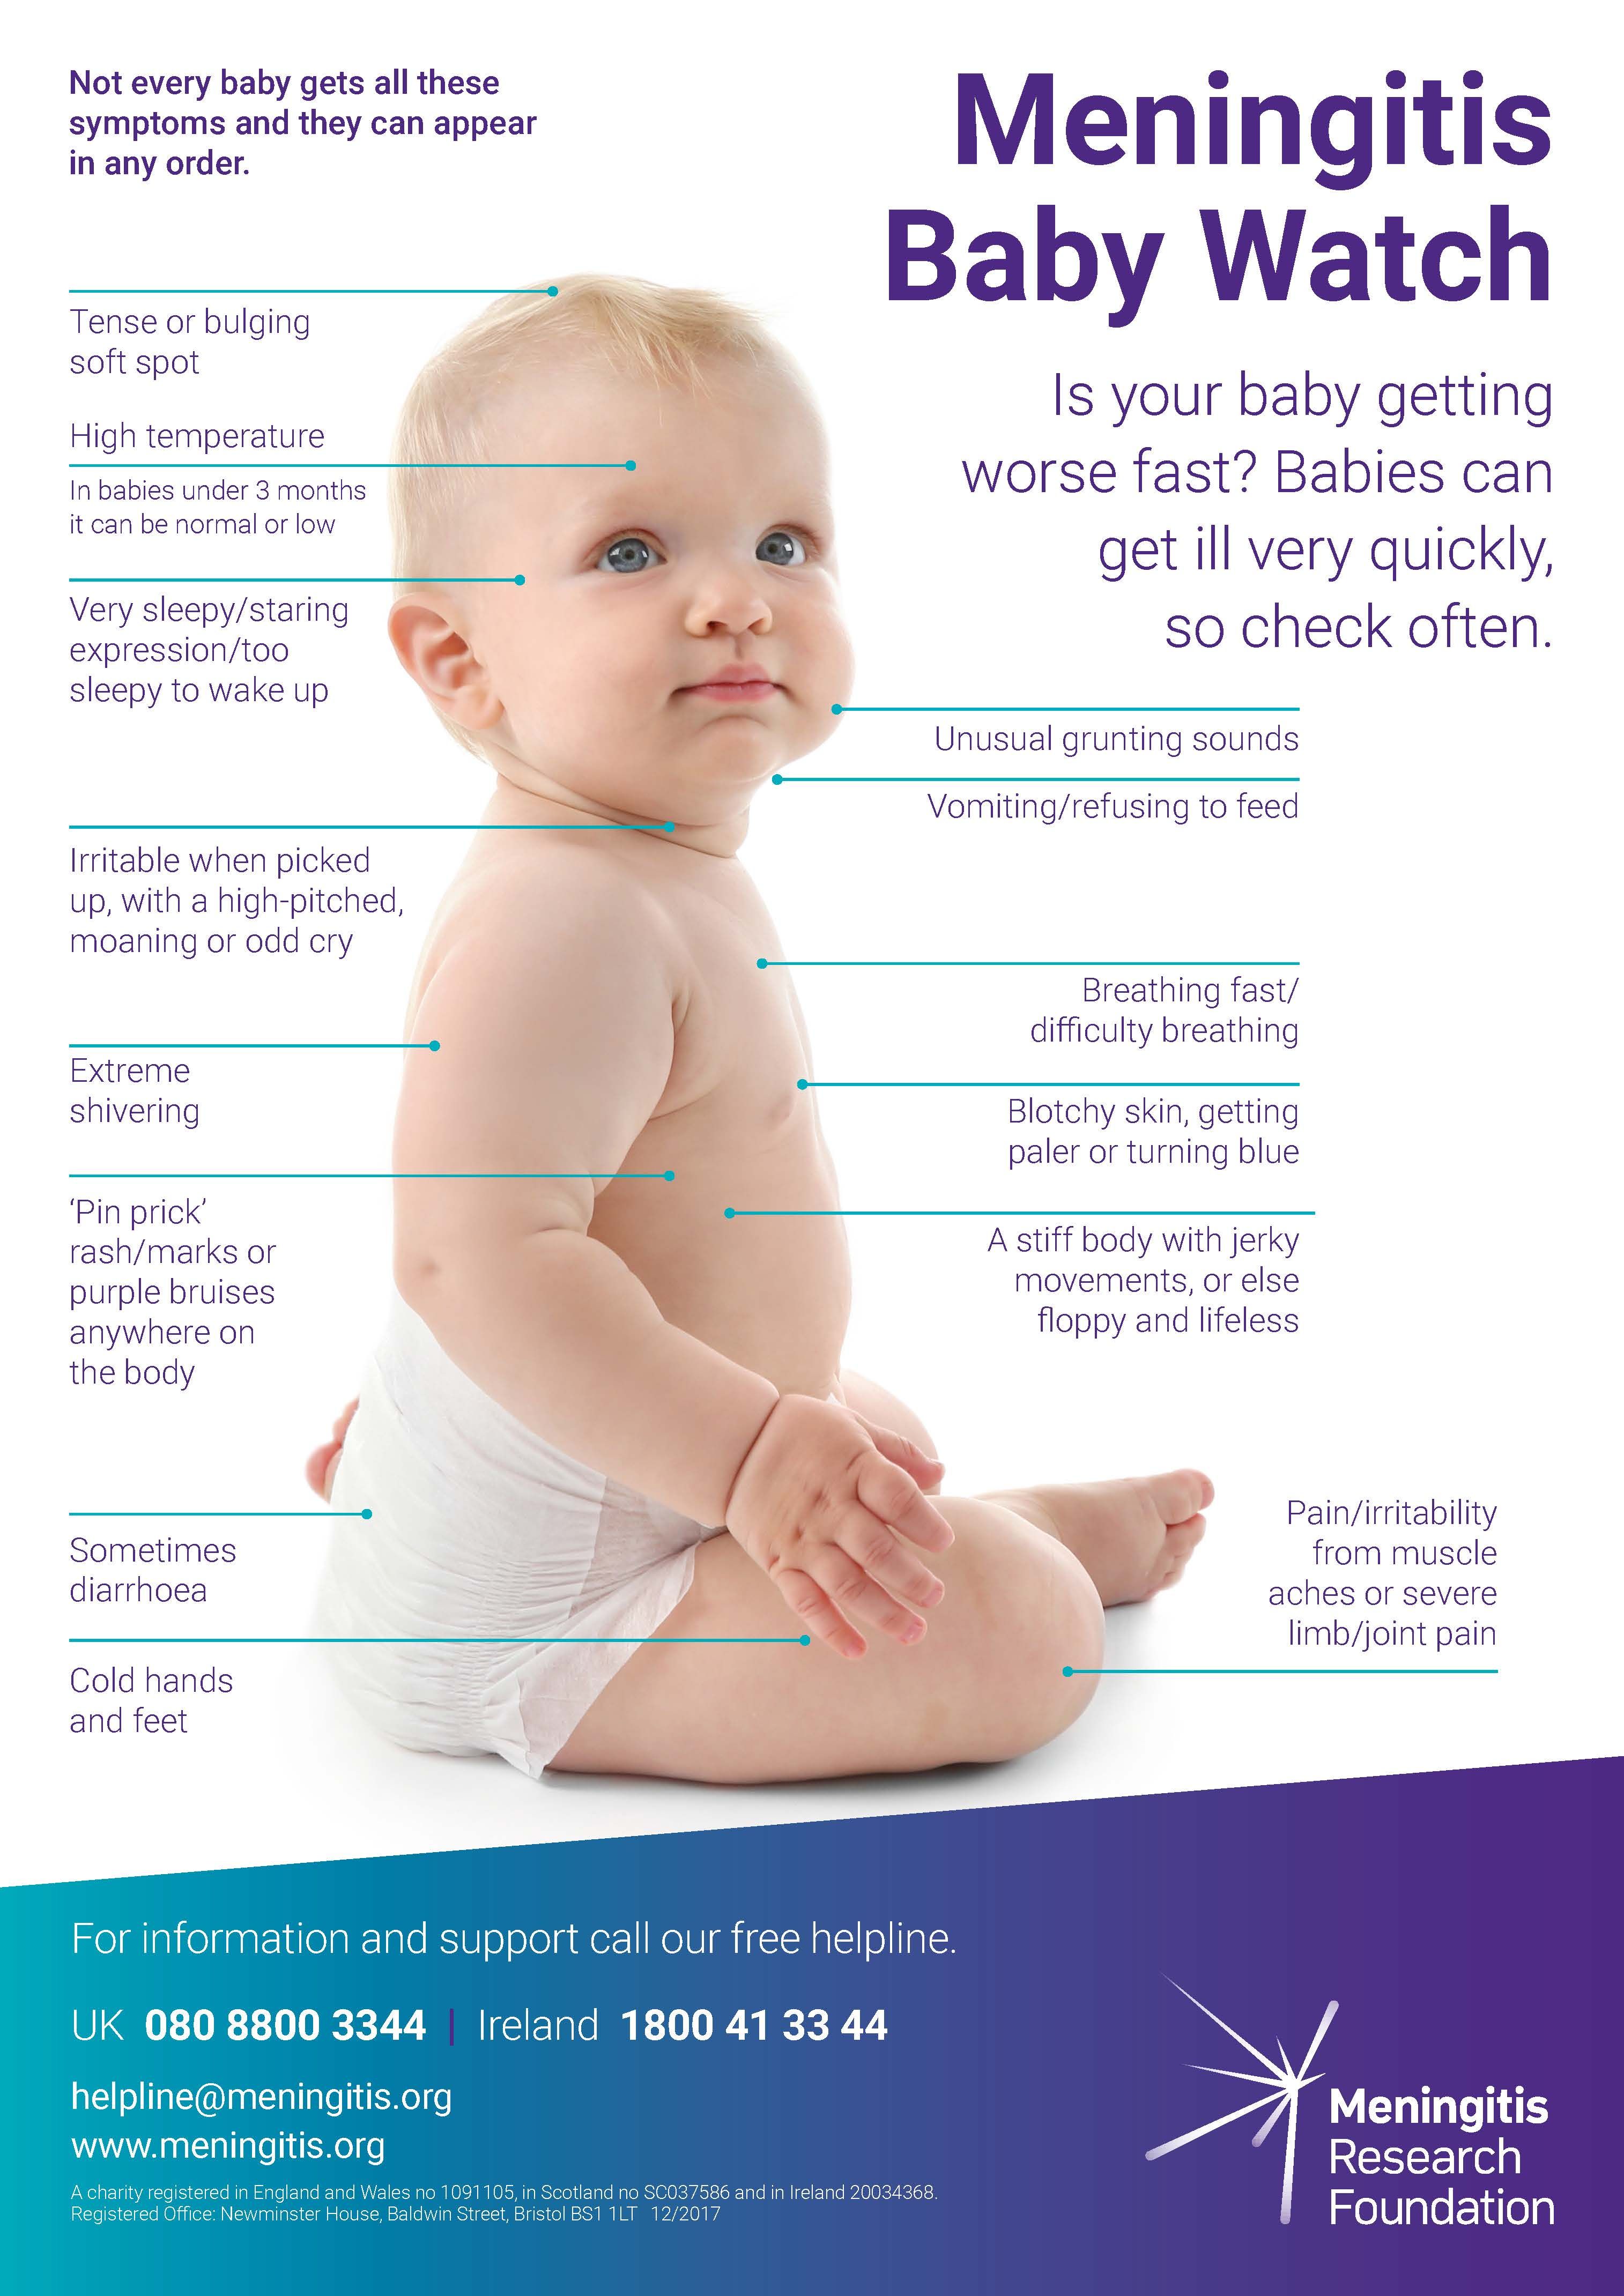 Not every baby gets all these
symptoms and they can appear
in any order.
Meningitis
Baby Watch
Is your baby getting
worse fast? Babies can
get ill very quickly,
so check often.
Tense or bulging
soft spot
High temperature
In babies under 3 months
it can be normal or low
Very sleepy/staring
expression/too
sleepy to wake up
Irritable when picked
up, with a high-pitched,
moaning or odd cry
Extreme
shivering
‘Pin prick’
rash/marks or
purple bruises
anywhere on
the body
Sometimes
diarrhoea
Cold hands
and feet
Unusual grunting sounds
Vomiting/refusing to feed
Breathing fast/
difficulty breathing
Blotchy skin, getting
paler or turning blue
A stiff body with jerky
movements, or else
floppy and lifeless
Pain/irritability
from muscle
aches or severe
limb/joint pain
For information and support call our free helpline.
UK 080 8800 3344 | Ireland 1800 41 33 44
helpline@meningitis.org
www.meningitis.org
A charity registered in England and Wales no 1091105, in Scotland no SC037586 and in Ireland 20034368.
Registered Office: Newminster House, Baldwin Street, Bristol BS1 1LT 12/2017
Meningitis
Research
Foundation